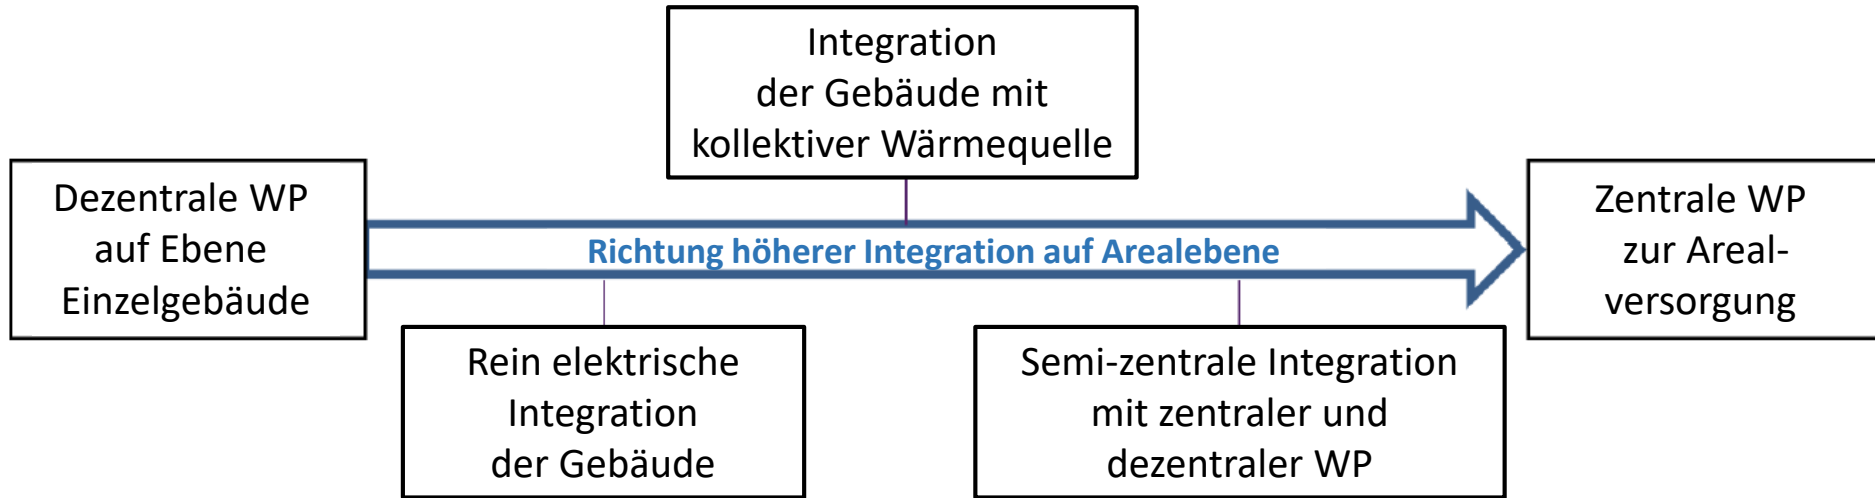 Integration
der Gebäude mit
kollektiver Wärmequelle
Dezentrale WP
auf Ebene
Einzelgebäude
Richtung höherer Integration auf Arealebene
Zentrale WP
zur Areal-
versorgung
Rein elektrische
Integration
der Gebäude
Semi-zentrale Integration
mit zentraler und
dezentraler WP